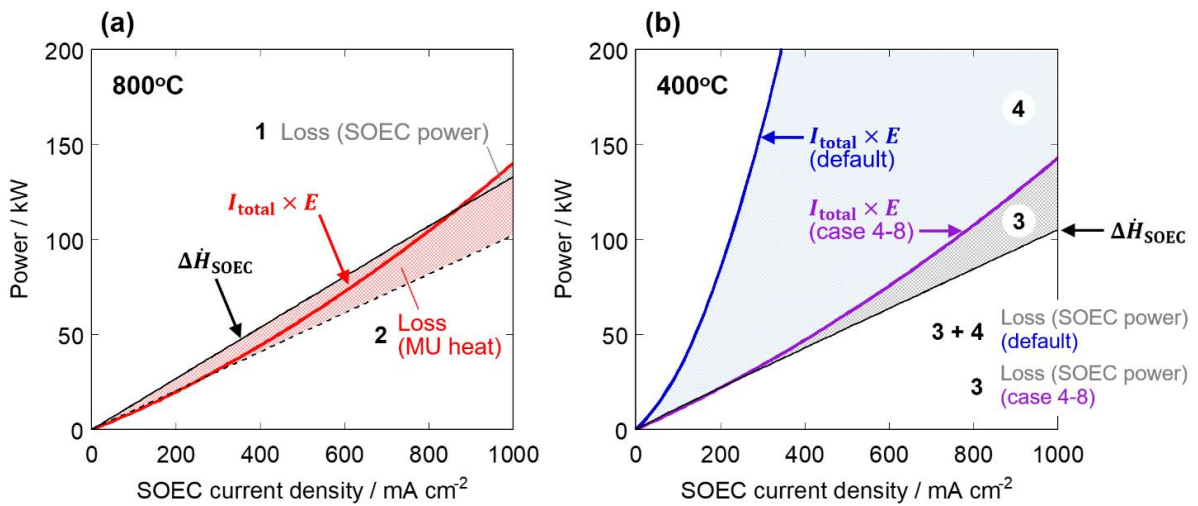 (a)
200
150
100
50
0
Power / kW
800°C
1 Loss (SOEC power)
I_total × E
ΔḢ_SOEC
2 Loss
(MU heat)
0 200 400 600 800 1000
SOEC current density / mA cm⁻²
(b)
200
150
100
50
0
Power / kW
400°C
4
I_total × E
(default)
I_total × E
(case 4-8)
3
ΔḢ_SOEC
3 + 4 Loss (SOEC power)
(default)
3 Loss (SOEC power)
(case 4-8)
0 200 400 600 800 1000
SOEC current density / mA cm⁻²